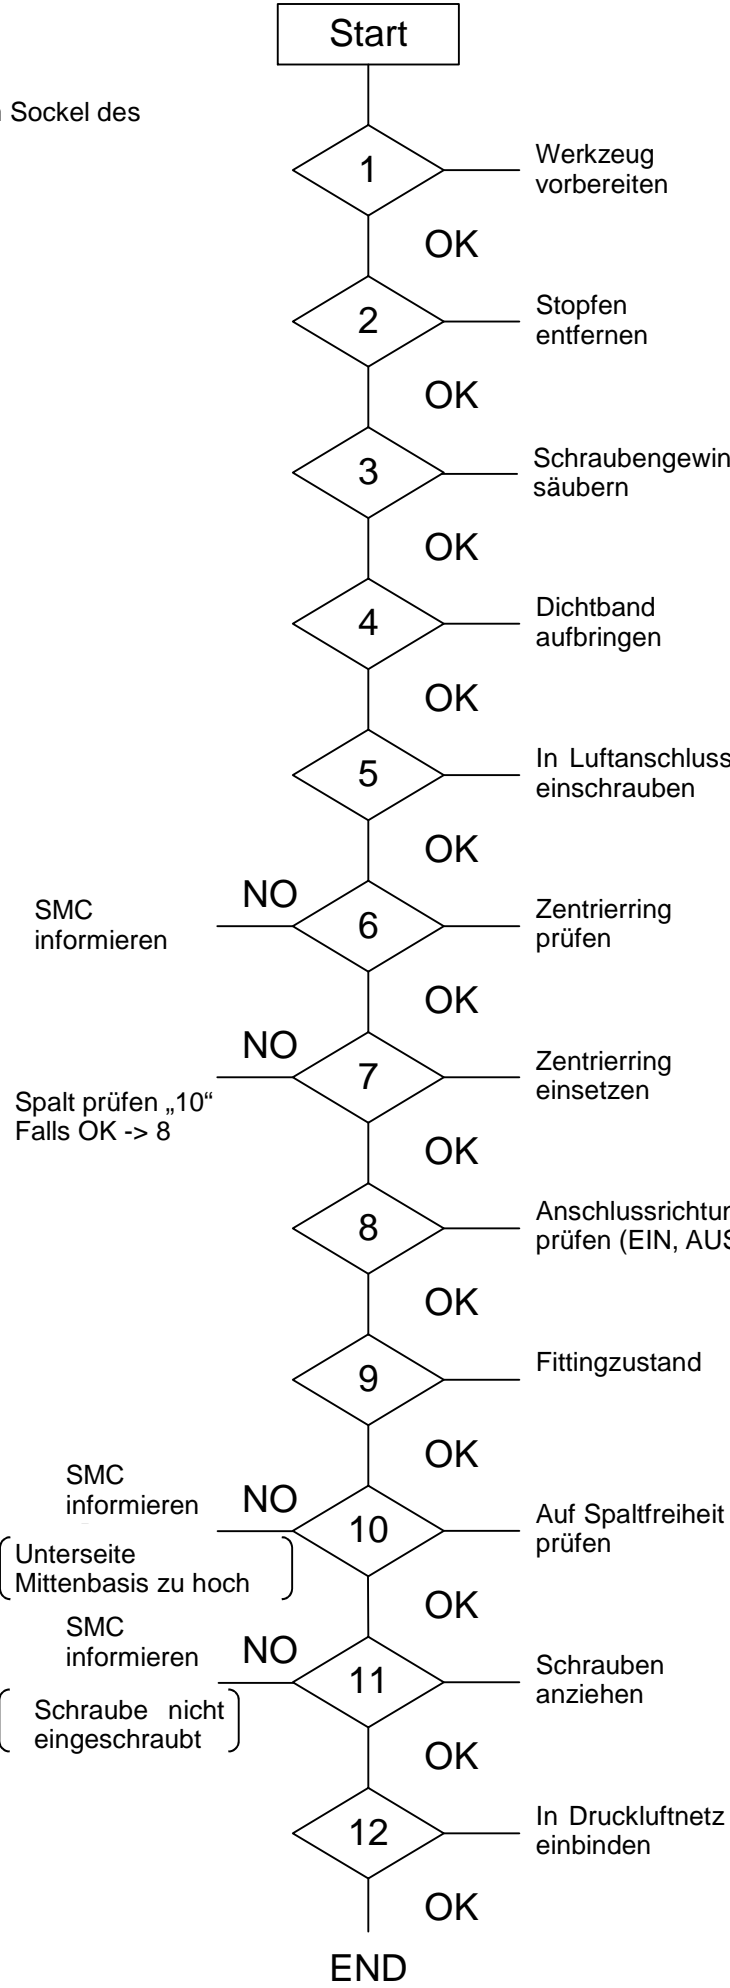 Start
Sockel des
1
Werkzeug
vorbereiten
OK
2
Stopfen
entfernen
OK
3
Schraubengewin
säubern
OK
4
Dichtband
aufbringen
OK
5
In Luftanschluss
einschrauben
OK
NO
SMC
informieren
6
Zentrierring
prüfen
OK
NO
Spalt prüfen „10“
Falls OK -> 8
7
Zentrierring
einsetzen
OK
8
Anschlussrichtun
prüfen (EIN, AUS
OK
9
Fittingzustand
OK
SMC
informieren
NO
10
Auf Spaltfreiheit
prüfen
Unterseite
Mittenbasis zu hoch
OK
SMC
informieren
NO
11
Schrauben
anziehen
Schraube nicht
eingeschraubt
OK
12
In Druckluftnetz
einbinden
OK
END